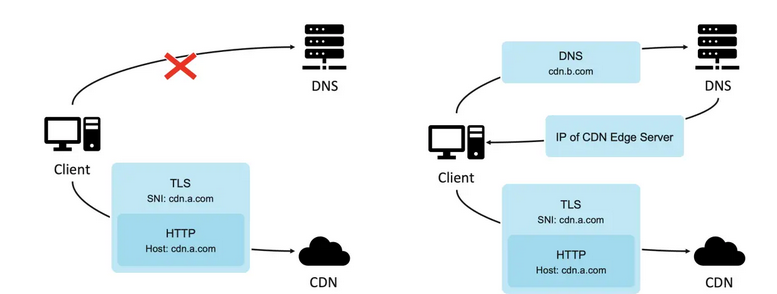 DNS
Client
TLS
SNI: cdn.a.com
HTTP
Host: cdn.a.com
CDN
DNS
cdn.b.com
DNS
IP of CDN Edge Server
Client
TLS
SNI: cdn.a.com
HTTP
Host: cdn.a.com
CDN